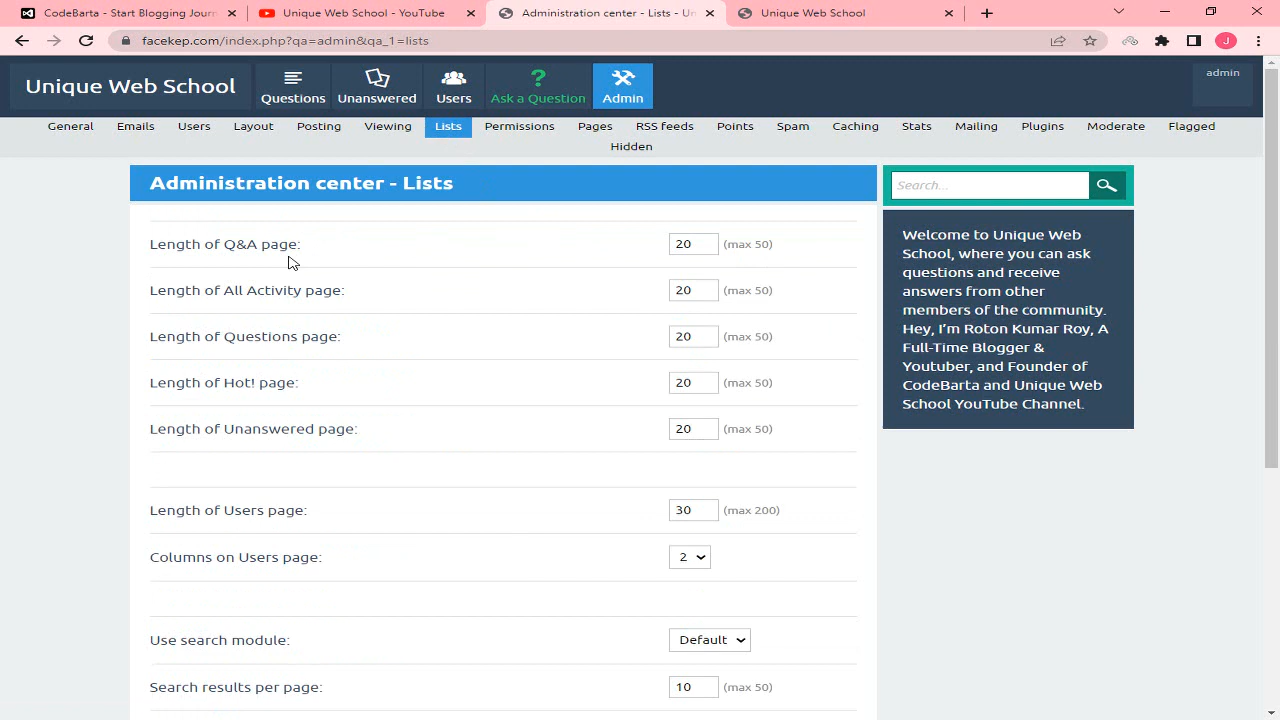 CodeBarta - Start Blogging Journ
Unique Web School - YouTube
Administration center - Lists - Un
Unique Web School
facekep.com/index.php?qa=admin&qa_1=lists
J
Unique Web School
Questions
Unanswered
Users
? Ask a Question
Admin
admin
General Emails Users Layout Posting Viewing Lists Permissions Pages RSS feeds Points Spam Caching Stats Mailing Plugins Moderate Flagged
Hidden
Administration center - Lists
Length of Q&A page: 20 (max 50)
Length of All Activity page: 20 (max 50)
Length of Questions page: 20 (max 50)
Length of Hot! page: 20 (max 50)
Length of Unanswered page: 20 (max 50)
Length of Users page: 30 (max 200)
Columns on Users page: 2
Use search module: Default
Search results per page: 10 (max 50)
Search...
Welcome to Unique Web
School, where you can ask
questions and receive
answers from other
members of the community.
Hey, I'm Roton Kumar Roy, A
Full-Time Blogger &
Youtuber, and Founder of
CodeBarta and Unique Web
School YouTube Channel.